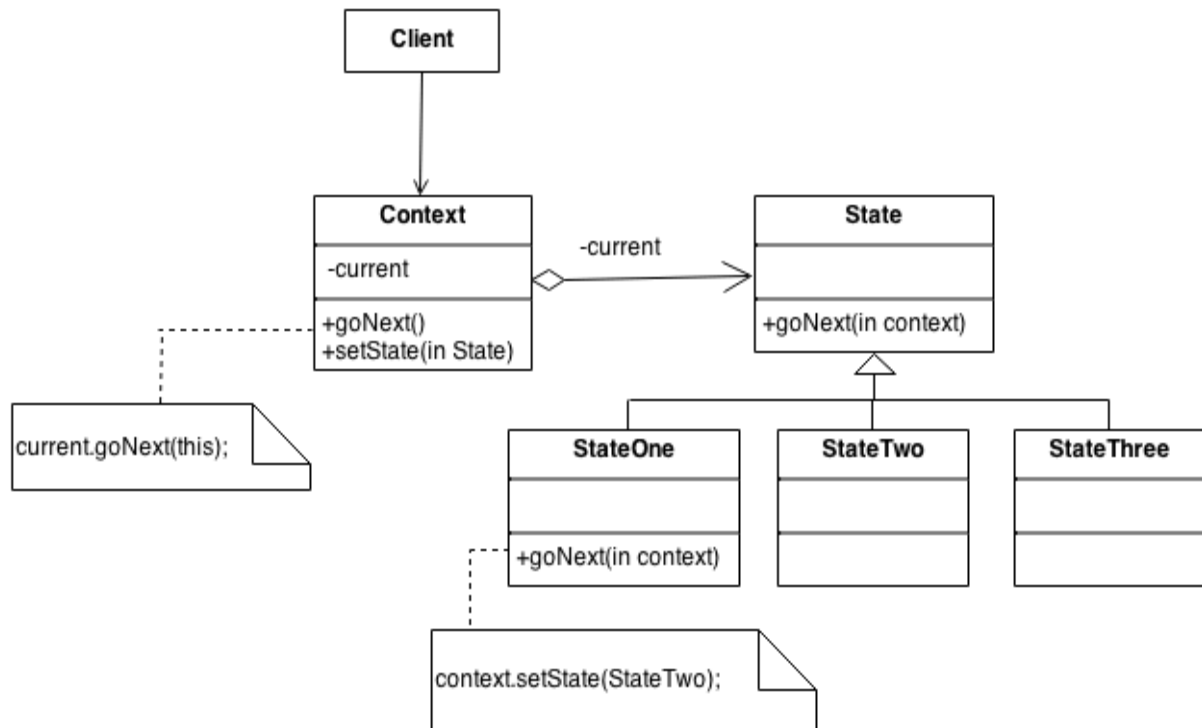 Client
Context
-current
+goNext()
+setState(in State)
-current
State
+goNext(in context)
current.goNext(this);
StateOne
+goNext(in context)
StateTwo
StateThree
context.setState(StateTwo);